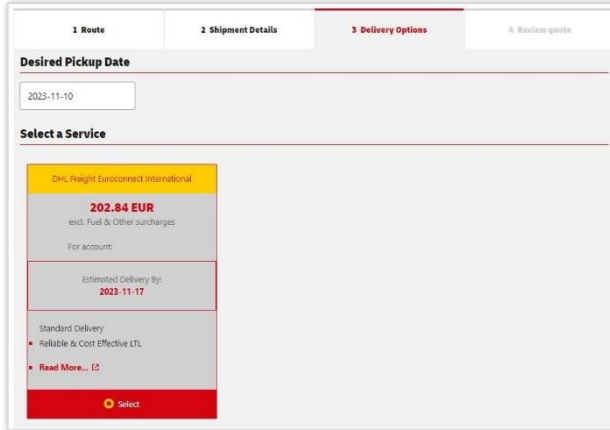 1 Route
2 Shipment Details
3 Delivery Options
4 Review quote
Desired Pickup Date
2023-11-10
Select a Service
DHL Freight Euroconnect International
202.84 EUR
excl. Fuel & Other surcharges
For account:
Estimated Delivery By:
2023-11-17
Standard Delivery
Reliable & Cost Effective LTL
Read More...
Select